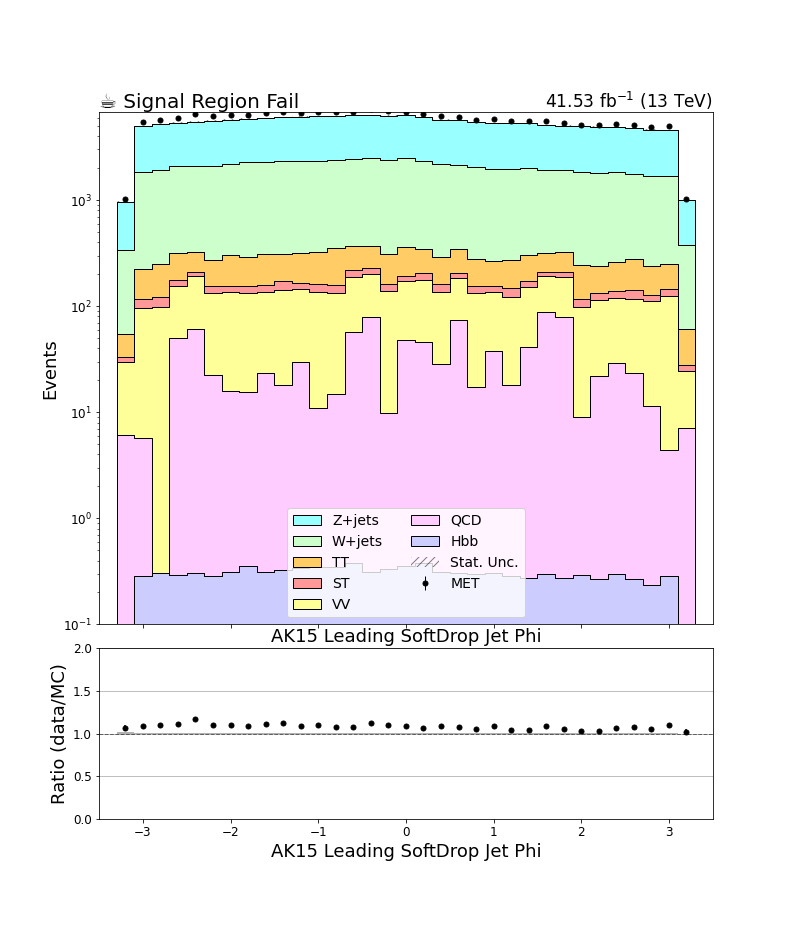 ☕ Signal Region Fail
41.53 fb⁻¹ (13 TeV)
Events
10³
10²
10¹
10⁰
10⁻¹
Z+jets
W+jets
TT
ST
VV
QCD
Hbb
Stat. Unc.
MET
AK15 Leading SoftDrop Jet Phi
Ratio (data/MC)
2.0
1.5
1.0
0.5
0.0
−3 −2 −1 0 1 2 3
AK15 Leading SoftDrop Jet Phi